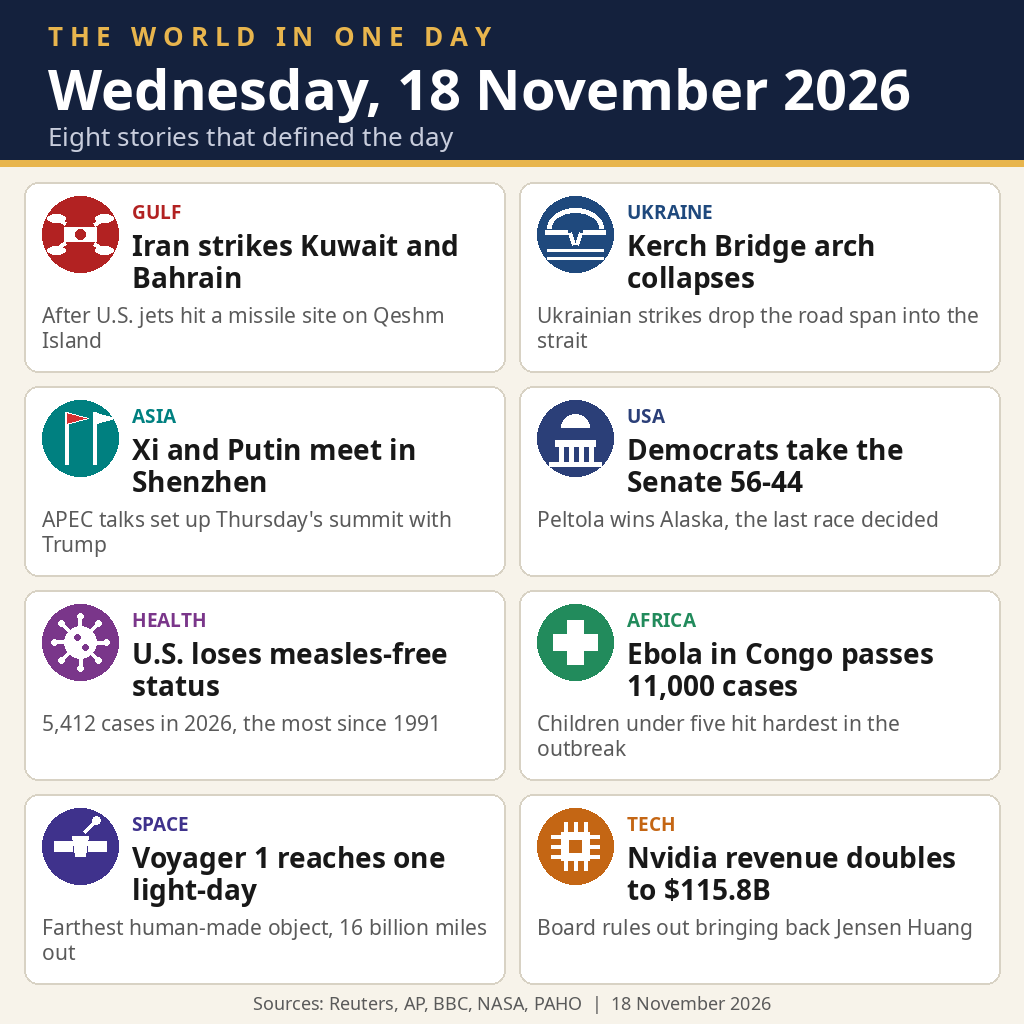 THE WORLD IN ONE DAY
Wednesday, 18 November 2026
Eight stories that defined the day
GULF
Iran strikes Kuwait and
Bahrain
After U.S. jets hit a missile site on Qeshm
Island
UKRAINE
Kerch Bridge arch
collapses
Ukrainian strikes drop the road span into the
strait
ASIA
Xi and Putin meet in
Shenzhen
APEC talks set up Thursday's summit with
Trump
USA
Democrats take the
Senate 56-44
Peltola wins Alaska, the last race decided
HEALTH
U.S. loses measles-free
status
5,412 cases in 2026, the most since 1991
AFRICA
Ebola in Congo passes
11,000 cases
Children under five hit hardest in the
outbreak
SPACE
Voyager 1 reaches one
light-day
Farthest human-made object, 16 billion miles
out
TECH
Nvidia revenue doubles
to $115.8B
Board rules out bringing back Jensen Huang
Sources: Reuters, AP, BBC, NASA, PAHO | 18 November 2026